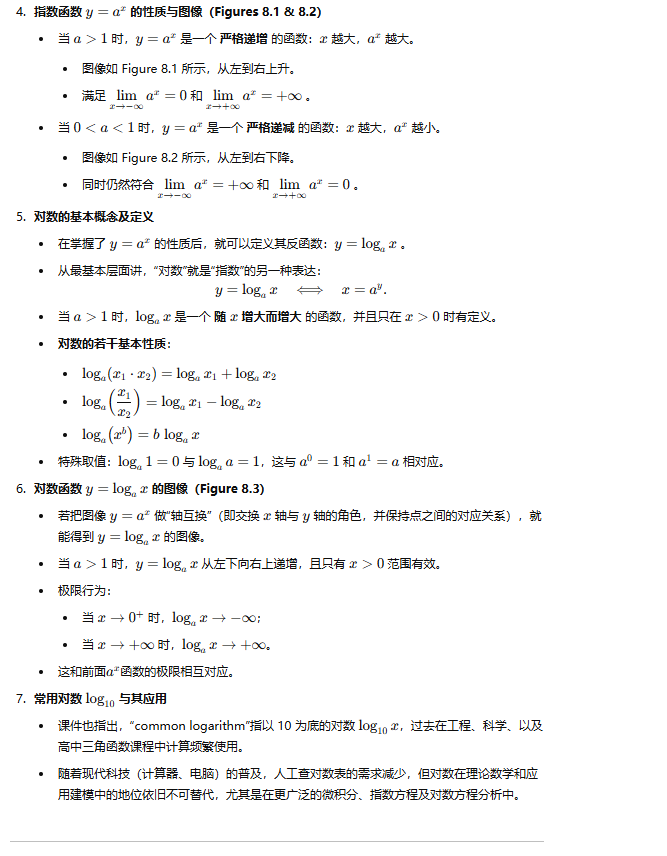 4. 指数函数 y = a^x 的性质与图像（Figures 8.1 & 8.2）
• 当 a > 1 时，y = a^x 是一个 严格递增 的函数：x 越大，a^x 越大。
• 图像如 Figure 8.1 所示，从左到右上升。
• 满足 lim_{x→−∞} a^x = 0 和 lim_{x→+∞} a^x = +∞ 。
• 当 0 < a < 1 时，y = a^x 是一个 严格递减 的函数：x 越大，a^x 越小。
• 图像如 Figure 8.2 所示，从左到右下降。
• 同时仍然符合 lim_{x→−∞} a^x = +∞ 和 lim_{x→+∞} a^x = 0 。
5. 对数的基本概念及定义
• 在掌握了 y = a^x 的性质后，就可以定义其反函数：y = log_a x 。
• 从最基本层面讲，“对数”就是“指数”的另一种表达：
y = log_a x ⟺ x = a^y.
• 当 a > 1 时，log_a x 是一个 随 x 增大而增大 的函数，并且只在 x > 0 时有定义。
• 对数的若干基本性质：
• log_a(x_1 · x_2) = log_a x_1 + log_a x_2
• log_a(x_1/x_2) = log_a x_1 − log_a x_2
• log_a(x^b) = b log_a x
• 特殊取值：log_a 1 = 0 与 log_a a = 1，这与 a^0 = 1 和 a^1 = a 相对应。
6. 对数函数 y = log_a x 的图像（Figure 8.3）
• 若把图像 y = a^x 做“轴互换”（即交换 x 轴与 y 轴的角色，并保持点之间的对应关系），就
能得到 y = log_a x 的图像。
• 当 a > 1 时，y = log_a x 从左下向右上递增，且只有 x > 0 范围有效。
• 极限行为：
• 当 x → 0^+ 时，log_a x → −∞；
• 当 x → +∞ 时，log_a x → +∞。
• 这和前面a^x函数的极限相互对应。
7. 常用对数 log_10 与其应用
• 课件也指出，“common logarithm”指以 10 为底的对数 log_10 x，过去在工程、科学、以及
高中三角函数课程中计算频繁使用。
• 随着现代科技（计算器、电脑）的普及，人工查对数表的需求减少，但对数在理论数学和应
用建模中的地位依旧不可替代，尤其是在更广泛的微积分、指数方程及对数方程分析中。